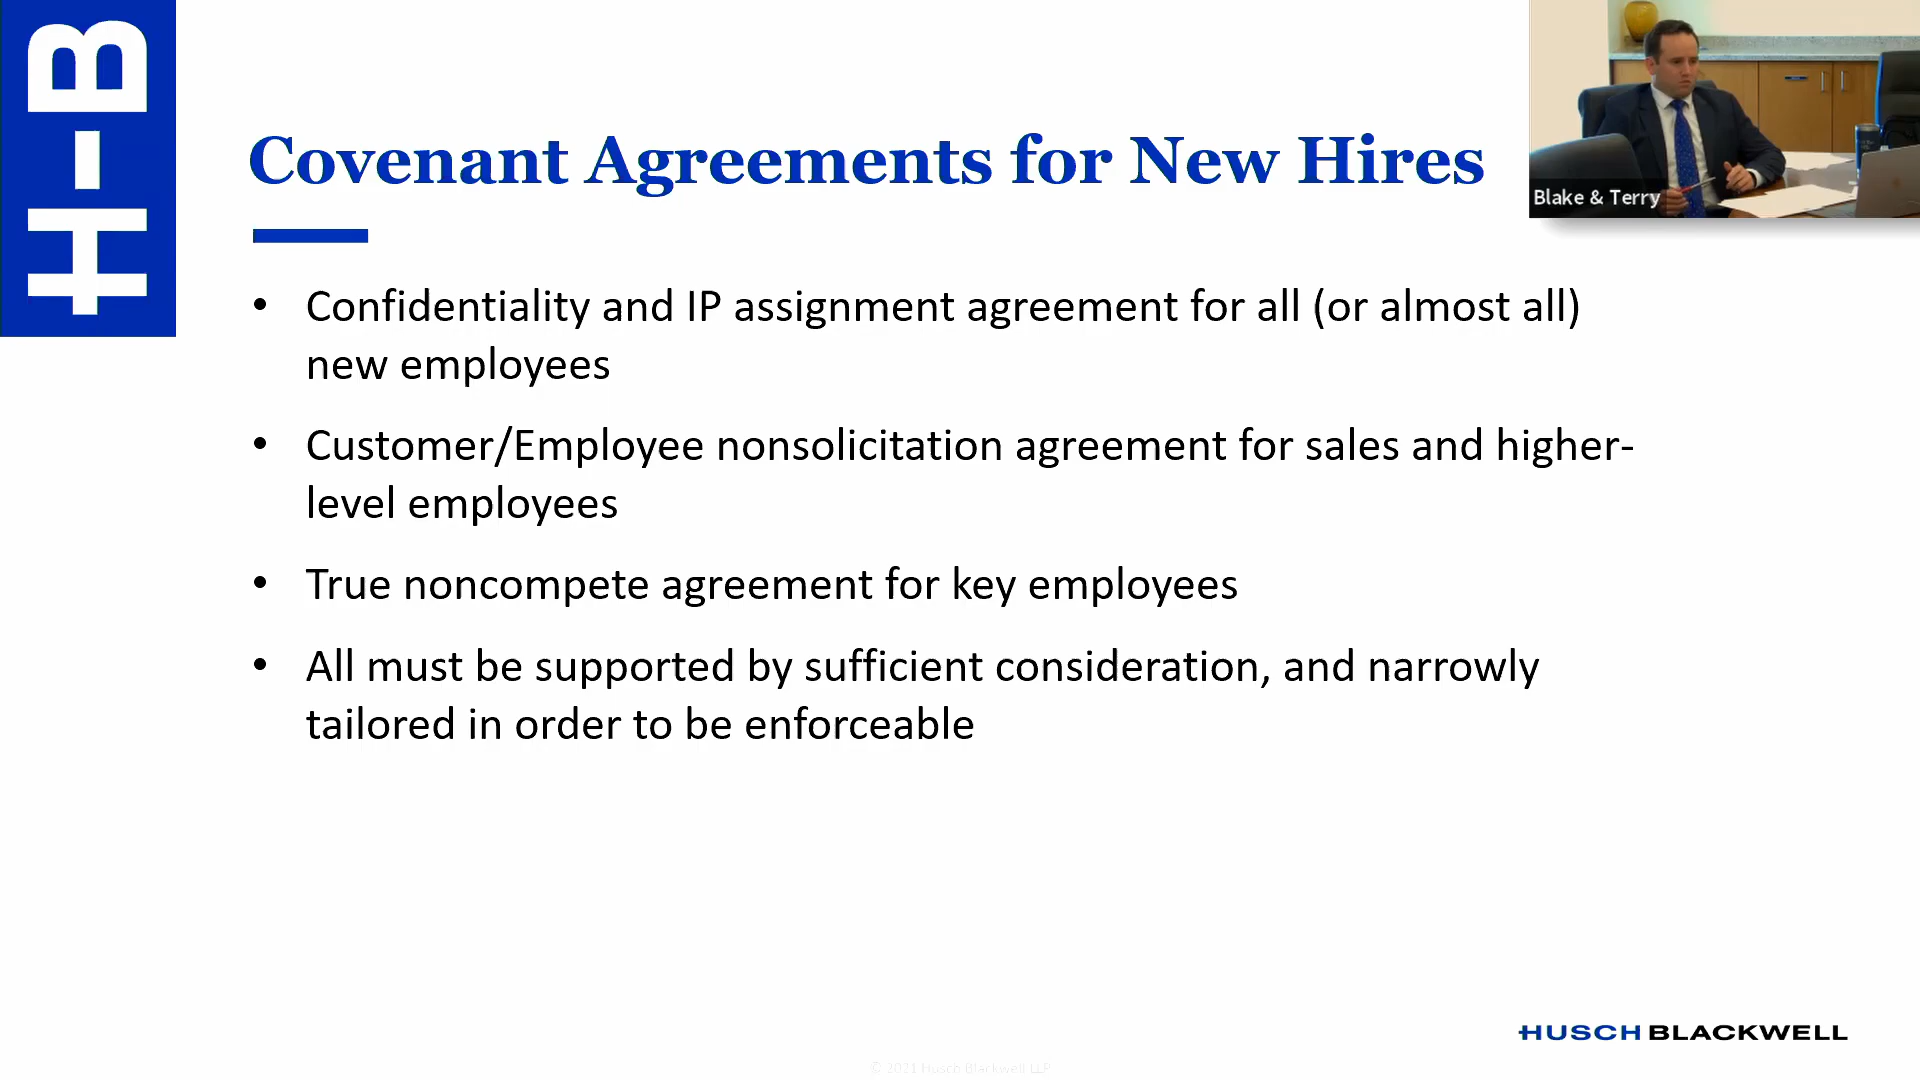 H-B
Covenant Agreements for New Hires
Blake & Terry
• Confidentiality and IP assignment agreement for all (or almost all)
new employees
• Customer/Employee nonsolicitation agreement for sales and higher-
level employees
• True noncompete agreement for key employees
• All must be supported by sufficient consideration, and narrowly
tailored in order to be enforceable
HUSCH BLACKWELL
© 2021 Husch Blackwell LLP